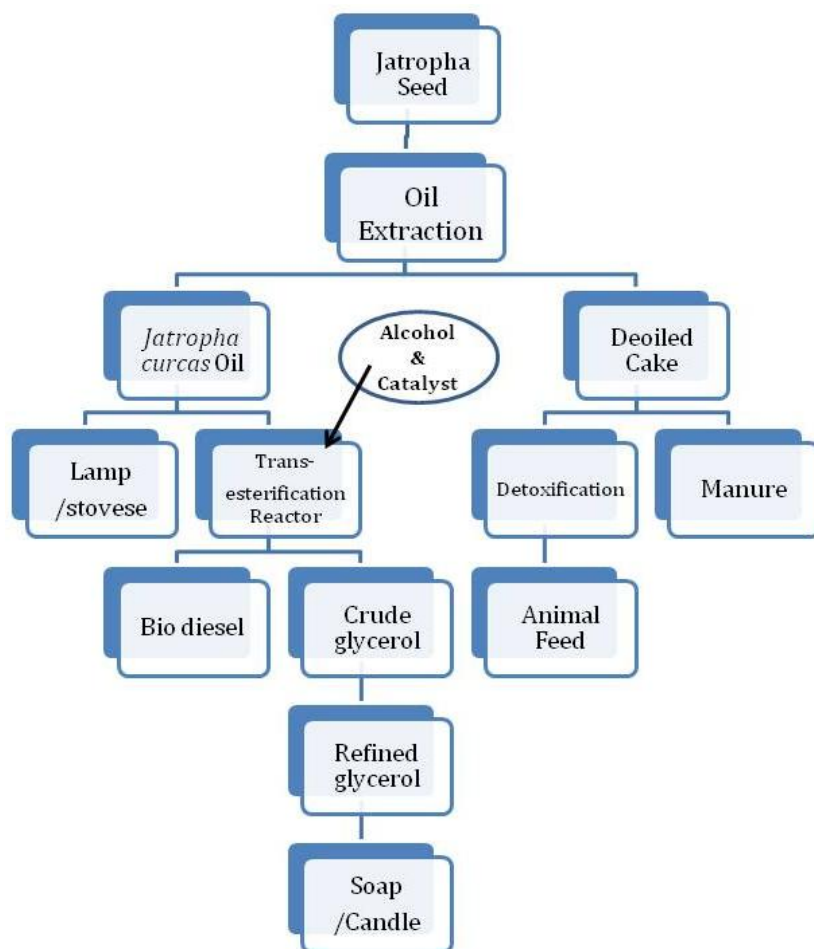 Jatropha
Seed
Oil
Extraction
Jatropha
curcas Oil
Alcohol
&
Catalyst
Deoiled
Cake
Lamp
/stovese
Trans-
esterification
Reactor
Detoxification
Manure
Bio diesel
Crude
glycerol
Animal
Feed
Refined
glycerol
Soap
/Candle